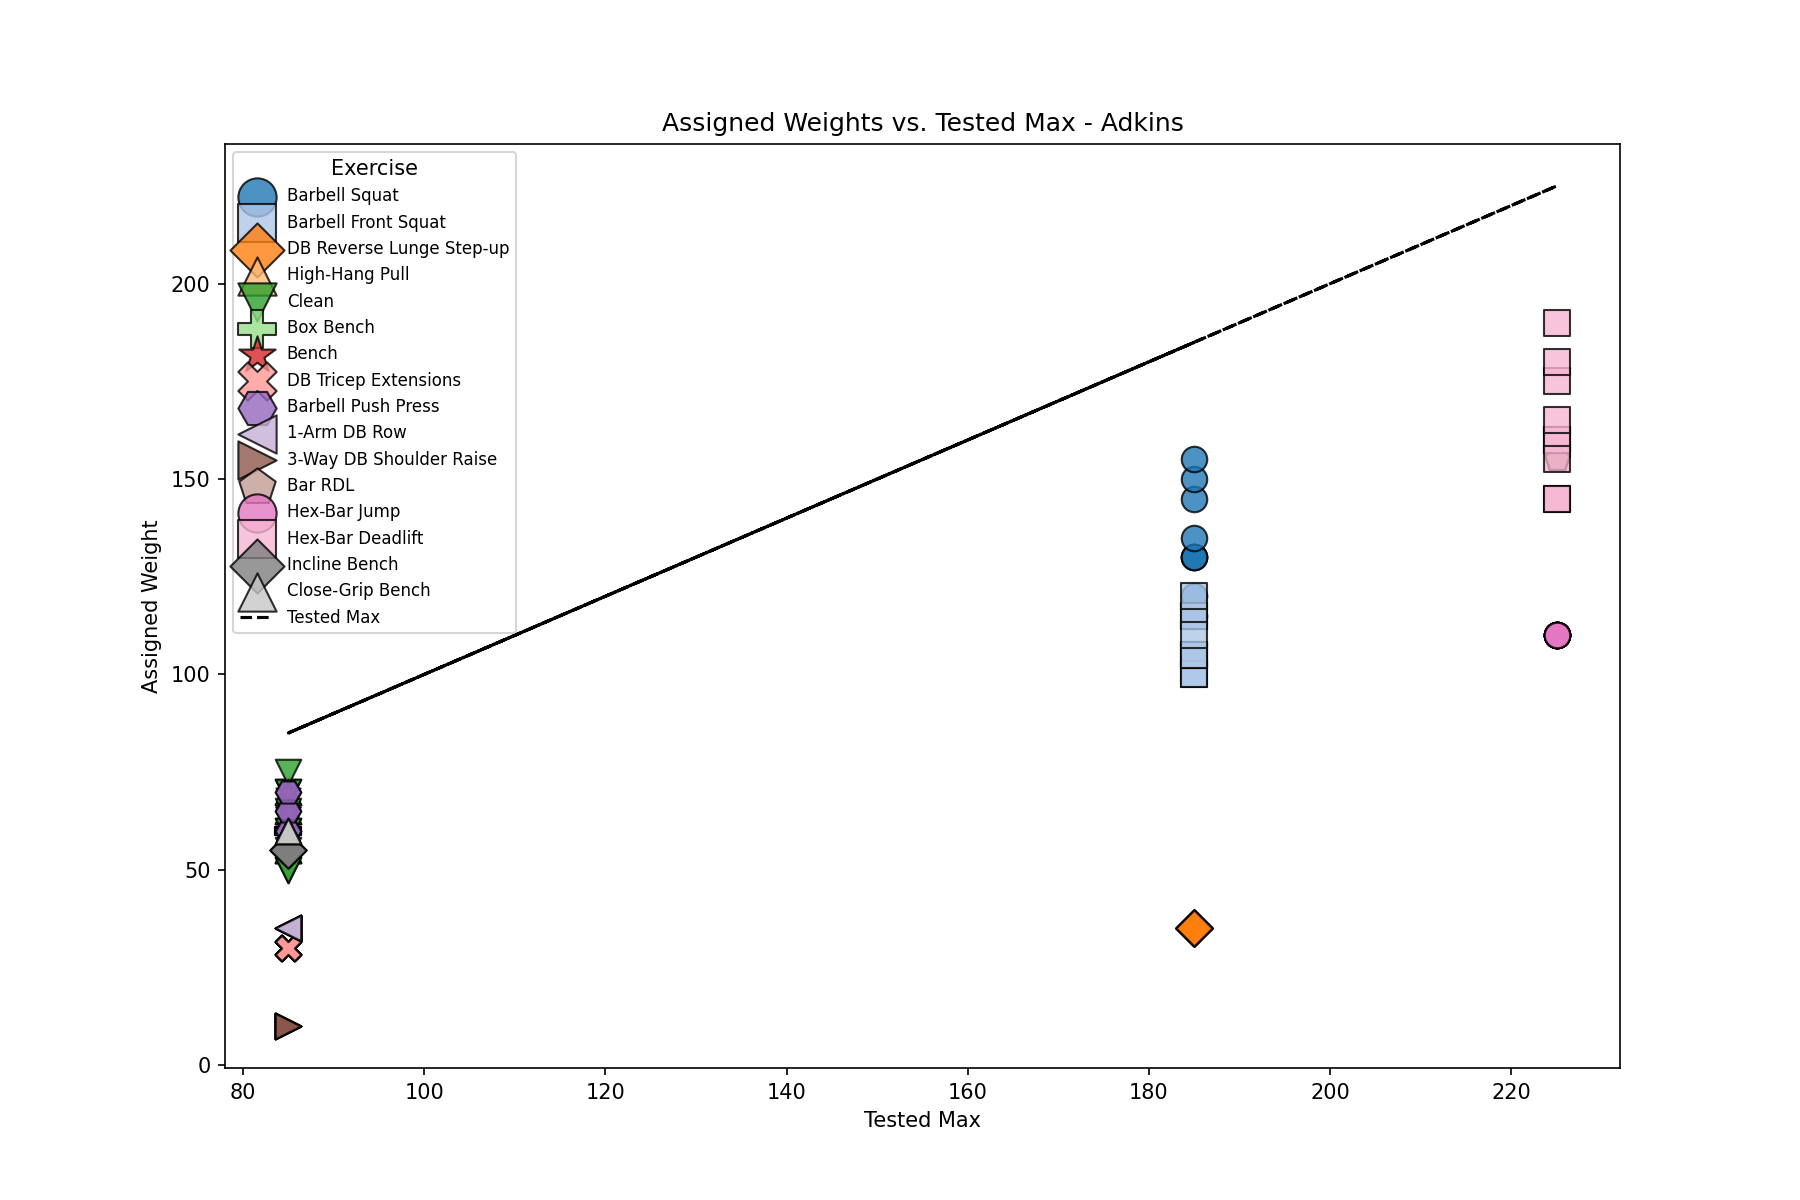 Assigned Weights vs. Tested Max - Adkins
Exercise
Barbell Squat
Barbell Front Squat
DB Reverse Lunge Step-up
High-Hang Pull
Clean
Box Bench
Bench
DB Tricep Extensions
Barbell Push Press
1-Arm DB Row
3-Way DB Shoulder Raise
Bar RDL
Hex-Bar Jump
Hex-Bar Deadlift
Incline Bench
Close-Grip Bench
Tested Max
Assigned Weight
200
150
100
50
0
80 100 120 140 160 180 200 220
Tested Max